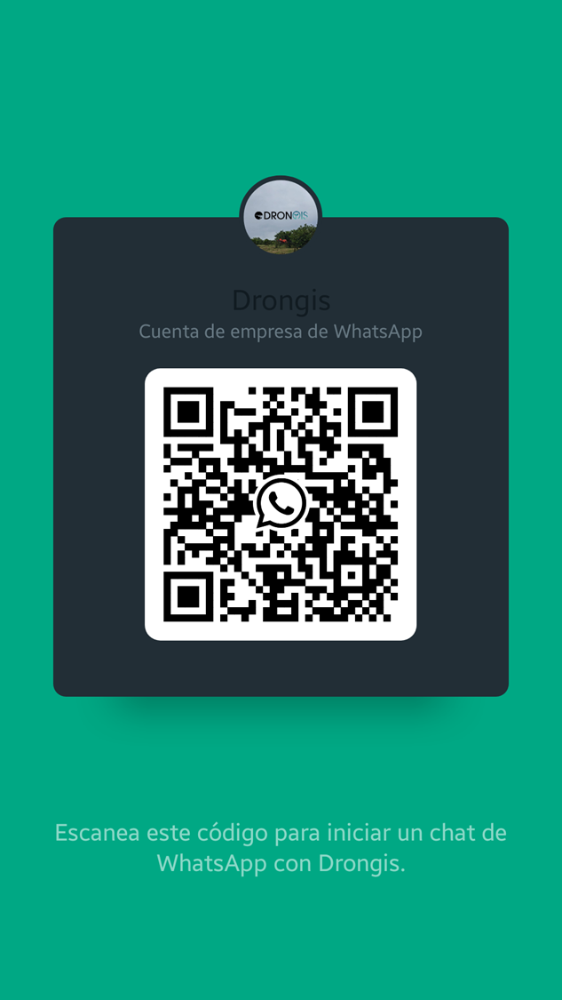 DRONGIS
Drongis
Cuenta de empresa de WhatsApp
Escanea este código para iniciar un chat de
WhatsApp con Drongis.